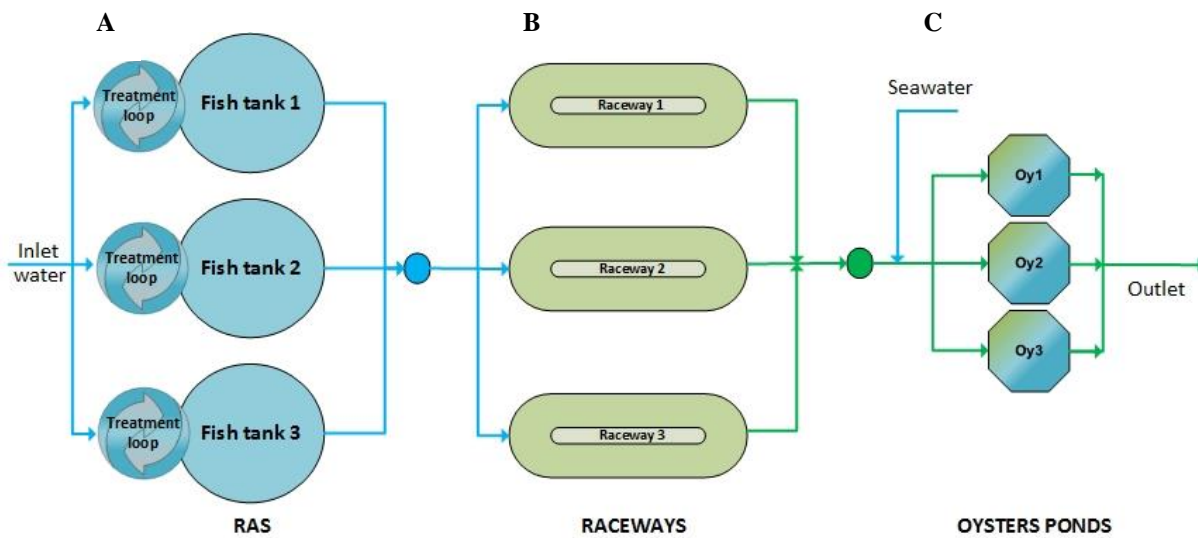 A
B
C
Treatment
loop
Fish tank 1
Raceway 1
Seawater
Oy1
Inlet
water
Treatment
loop
Fish tank 2
Raceway 2
Oy2
Outlet
Oy3
Treatment
loop
Fish tank 3
Raceway 3
RAS
RACEWAYS
OYSTERS PONDS